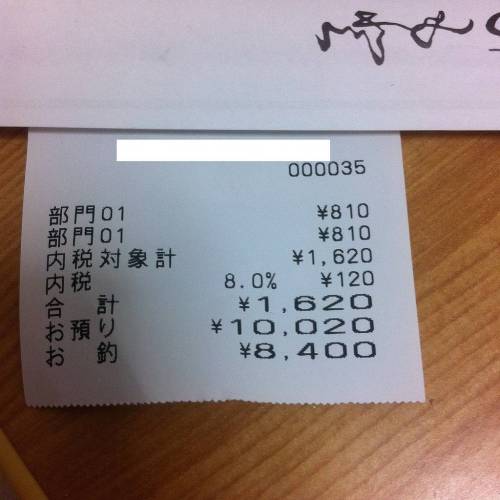 000035
部門01 ¥810
部門01 ¥810
内税対象計 ¥1,620
内税 8.0% ¥120
合計 ¥1,620
お預り ¥10,020
お釣 ¥8,400